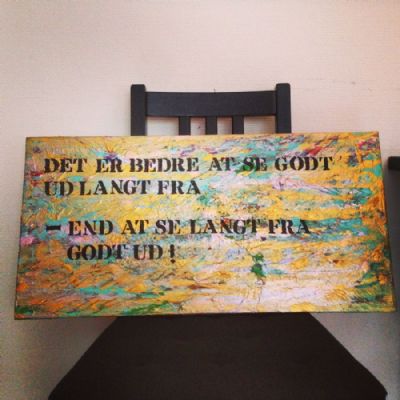 DET ER BEDRE AT SE GODT
UD LANGT FRA
- END AT SE LANGT FRA
GODT UD!